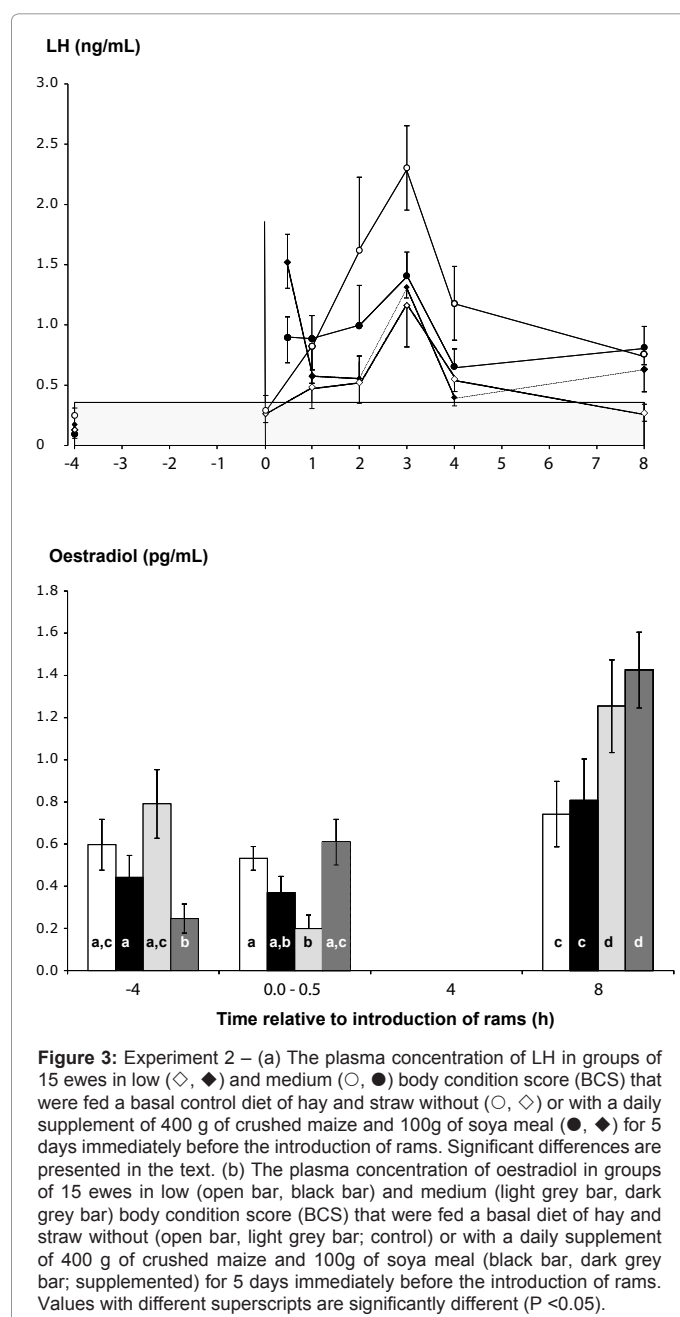 LH (ng/mL)
3.0
2.5
2.0
1.5
1.0
0.5
0
-4 -3 -2 -1 0 1 2 3 4 5 6 7 8
Oestradiol (pg/mL)
1.8
1.6
1.4
1.2
1.0
0.8
0.6
0.4
0.2
0.0
a,c a a,c b a a,b b a,c c c d d
-4 0.0 - 0.5 4 8
Time relative to introduction of rams (h)
Figure 3: Experiment 2 – (a) The plasma concentration of LH in groups of
15 ewes in low (◇, ◆) and medium (○, ●) body condition score (BCS) that
were fed a basal control diet of hay and straw without (○, ◇) or with a daily
supplement of 400 g of crushed maize and 100g of soya meal (●, ◆) for 5
days immediately before the introduction of rams. Significant differences are
presented in the text. (b) The plasma concentration of oestradiol in groups
of 15 ewes in low (open bar, black bar) and medium (light grey bar, dark
grey bar) body condition score (BCS) that were fed a basal diet of hay and
straw without (open bar, light grey bar; control) or with a daily supplement
of 400 g of crushed maize and 100g of soya meal (black bar, dark grey
bar; supplemented) for 5 days immediately before the introduction of rams.
Values with different superscripts are significantly different (P <0.05).